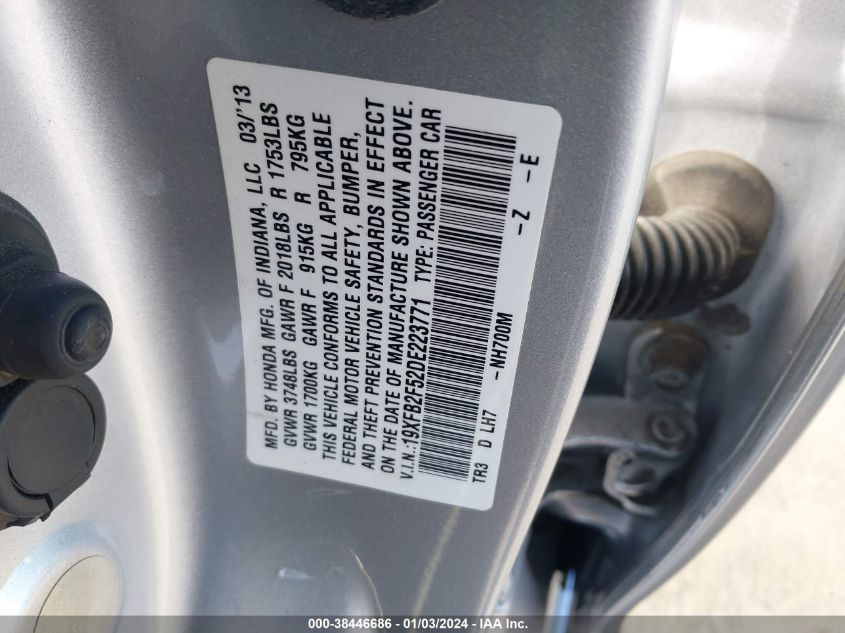 MFD. BY HONDA MFG. OF INDIANA, LLC 03/'13
GVWR 3748LBS GAWR F 2018LBS R 1753LBS
GVWR 1700KG GAWR F 915KG R 795KG
THIS VEHICLE CONFORMS TO ALL APPLICABLE
FEDERAL MOTOR VEHICLE SAFETY, BUMPER,
AND THEFT PREVENTION STANDARDS IN EFFECT
ON THE DATE OF MANUFACTURE SHOWN ABOVE.
V.I.N.:19XFB2F52DE223771 TYPE: PASSENGER CAR
TR3 D LH7 -NH700M -Z -E
000-38446686 - 01/03/2024 - IAA Inc.